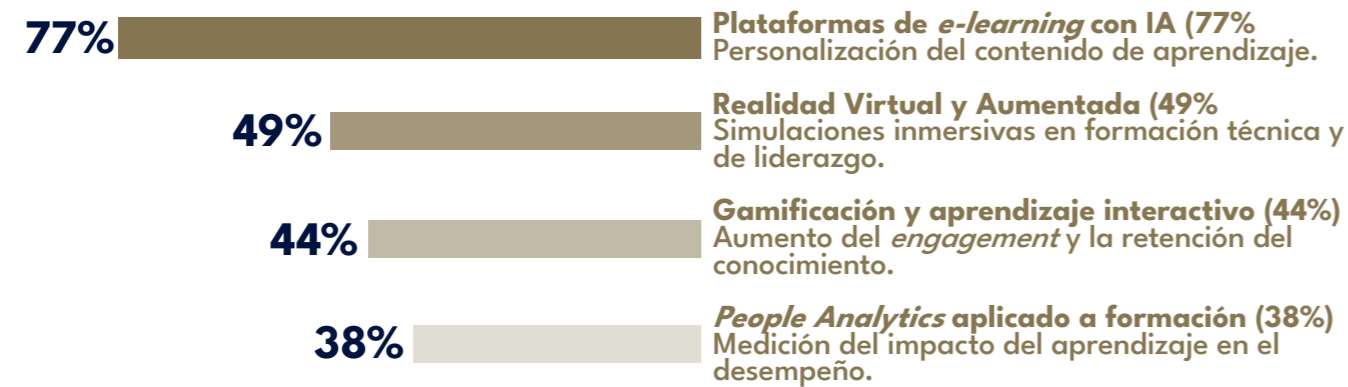 77%
Plataformas de e-learning con IA (77%
Personalización del contenido de aprendizaje.
49%
Realidad Virtual y Aumentada (49%
Simulaciones inmersivas en formación técnica y
de liderazgo.
44%
Gamificación y aprendizaje interactivo (44%)
Aumento del engagement y la retención del
conocimiento.
38%
People Analytics aplicado a formación (38%)
Medición del impacto del aprendizaje en el
desempeño.